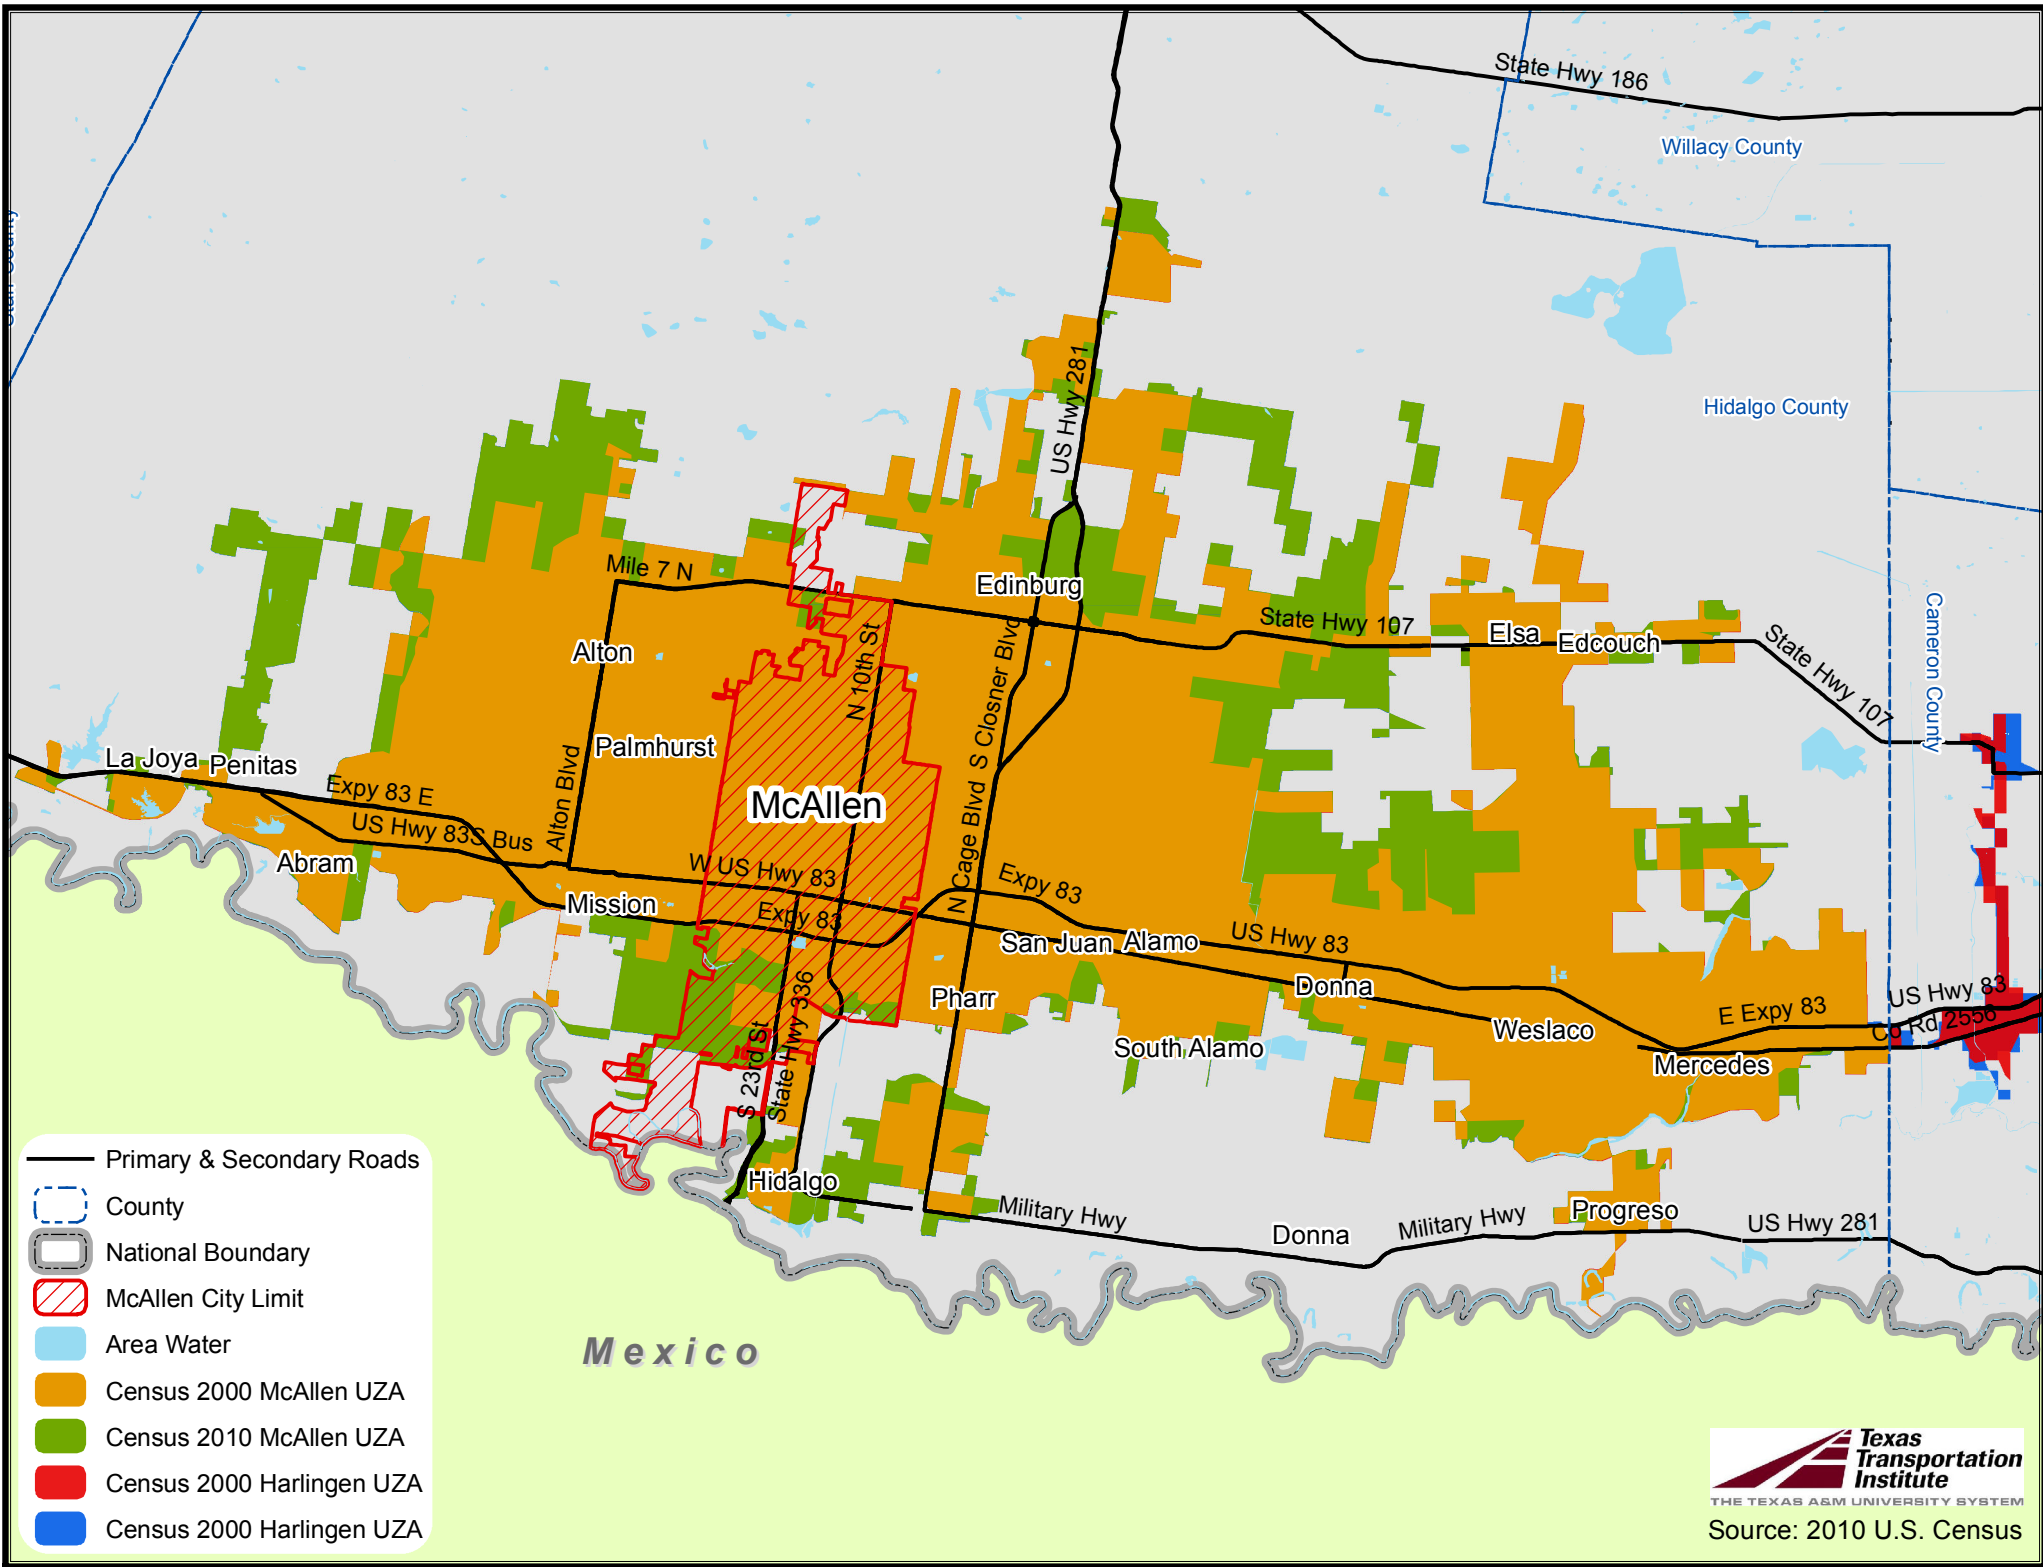 State Hwy 186
Willacy County
Starr County
US Hwy 281
Hidalgo County
Mile 7 N
Edinburg
State Hwy 107
Elsa
Edcouch
State Hwy 107
Cameron County
Alton
N 10th St
S Closner Blvd
Palmhurst
La Joya
Penitas
Expy 83 E
Alton Blvd
McAllen
US Hwy 83S Bus
Abram
W US Hwy 83
N Cage Blvd
Expy 83
Mission
Expy 83
San Juan
Alamo
US Hwy 83
Donna
Pharr
US Hwy 83
E Expy 83
Co Rd 2556
Weslaco
South Alamo
Mercedes
S 23rd St
State Hwy 336
Hidalgo
Military Hwy
Donna
Military Hwy
Progreso
US Hwy 281
Mexico
Primary & Secondary Roads
County
National Boundary
McAllen City Limit
Area Water
Census 2000 McAllen UZA
Census 2010 McAllen UZA
Census 2000 Harlingen UZA
Census 2000 Harlingen UZA
Texas
Transportation
Institute
THE TEXAS A&M UNIVERSITY SYSTEM
Source: 2010 U.S. Census